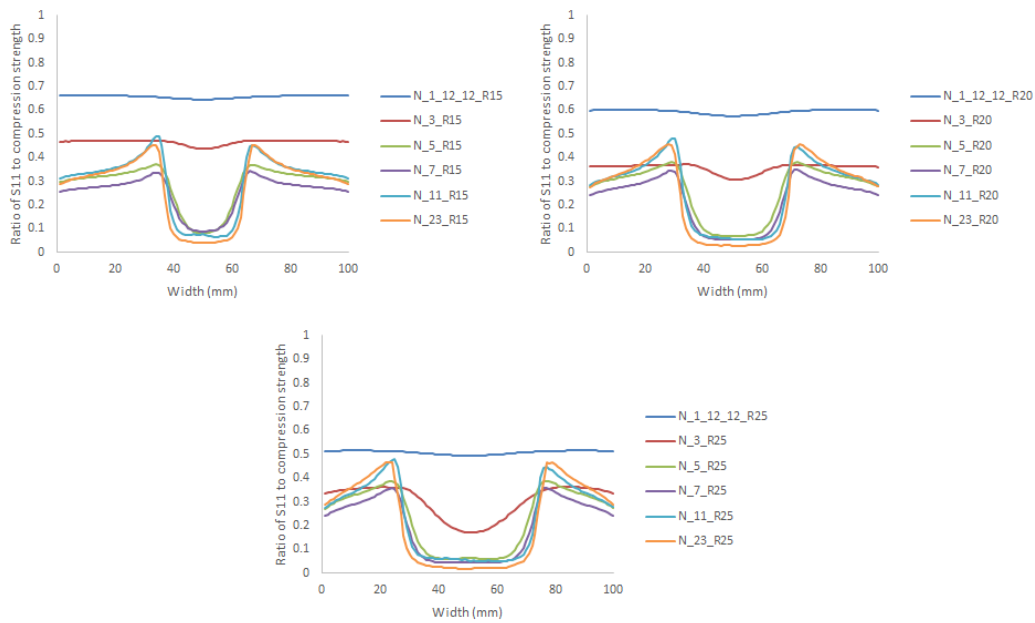 Ratio of S11 to compression strength
1
0.9
0.8
0.7
0.6
0.5
0.4
0.3
0.2
0.1
0
0 20 40 60 80 100
Width (mm)
N_1_12_12_R15
N_3_R15
N_5_R15
N_7_R15
N_11_R15
N_23_R15
Ratio of S11 to compression strength
1
0.9
0.8
0.7
0.6
0.5
0.4
0.3
0.2
0.1
0
0 20 40 60 80 100
Width (mm)
N_1_12_12_R20
N_3_R20
N_5_R20
N_7_R20
N_11_R20
N_23_R20
Ratio of S11 to compression strength
1
0.9
0.8
0.7
0.6
0.5
0.4
0.3
0.2
0.1
0
0 20 40 60 80 100
Width (mm)
N_1_12_12_R25
N_3_R25
N_5_R25
N_7_R25
N_11_R25
N_23_R25